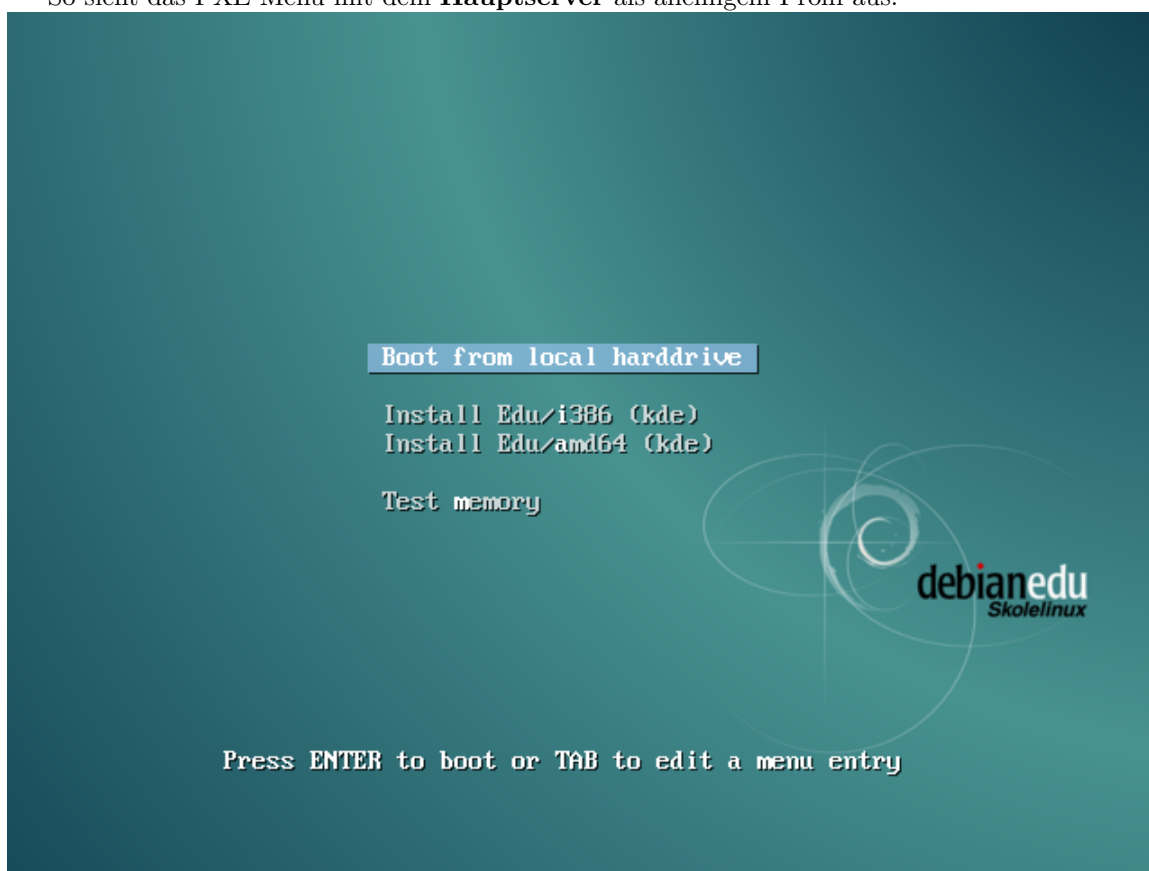 So sieht das PXE-Menü mit dem Hauptserver als alleinigem Profil aus:
Boot from local harddrive
Install Edu/i386 (kde)
Install Edu/amd64 (kde)
Test memory
debianedu
Skolelinux
Press ENTER to boot or TAB to edit a menu entry